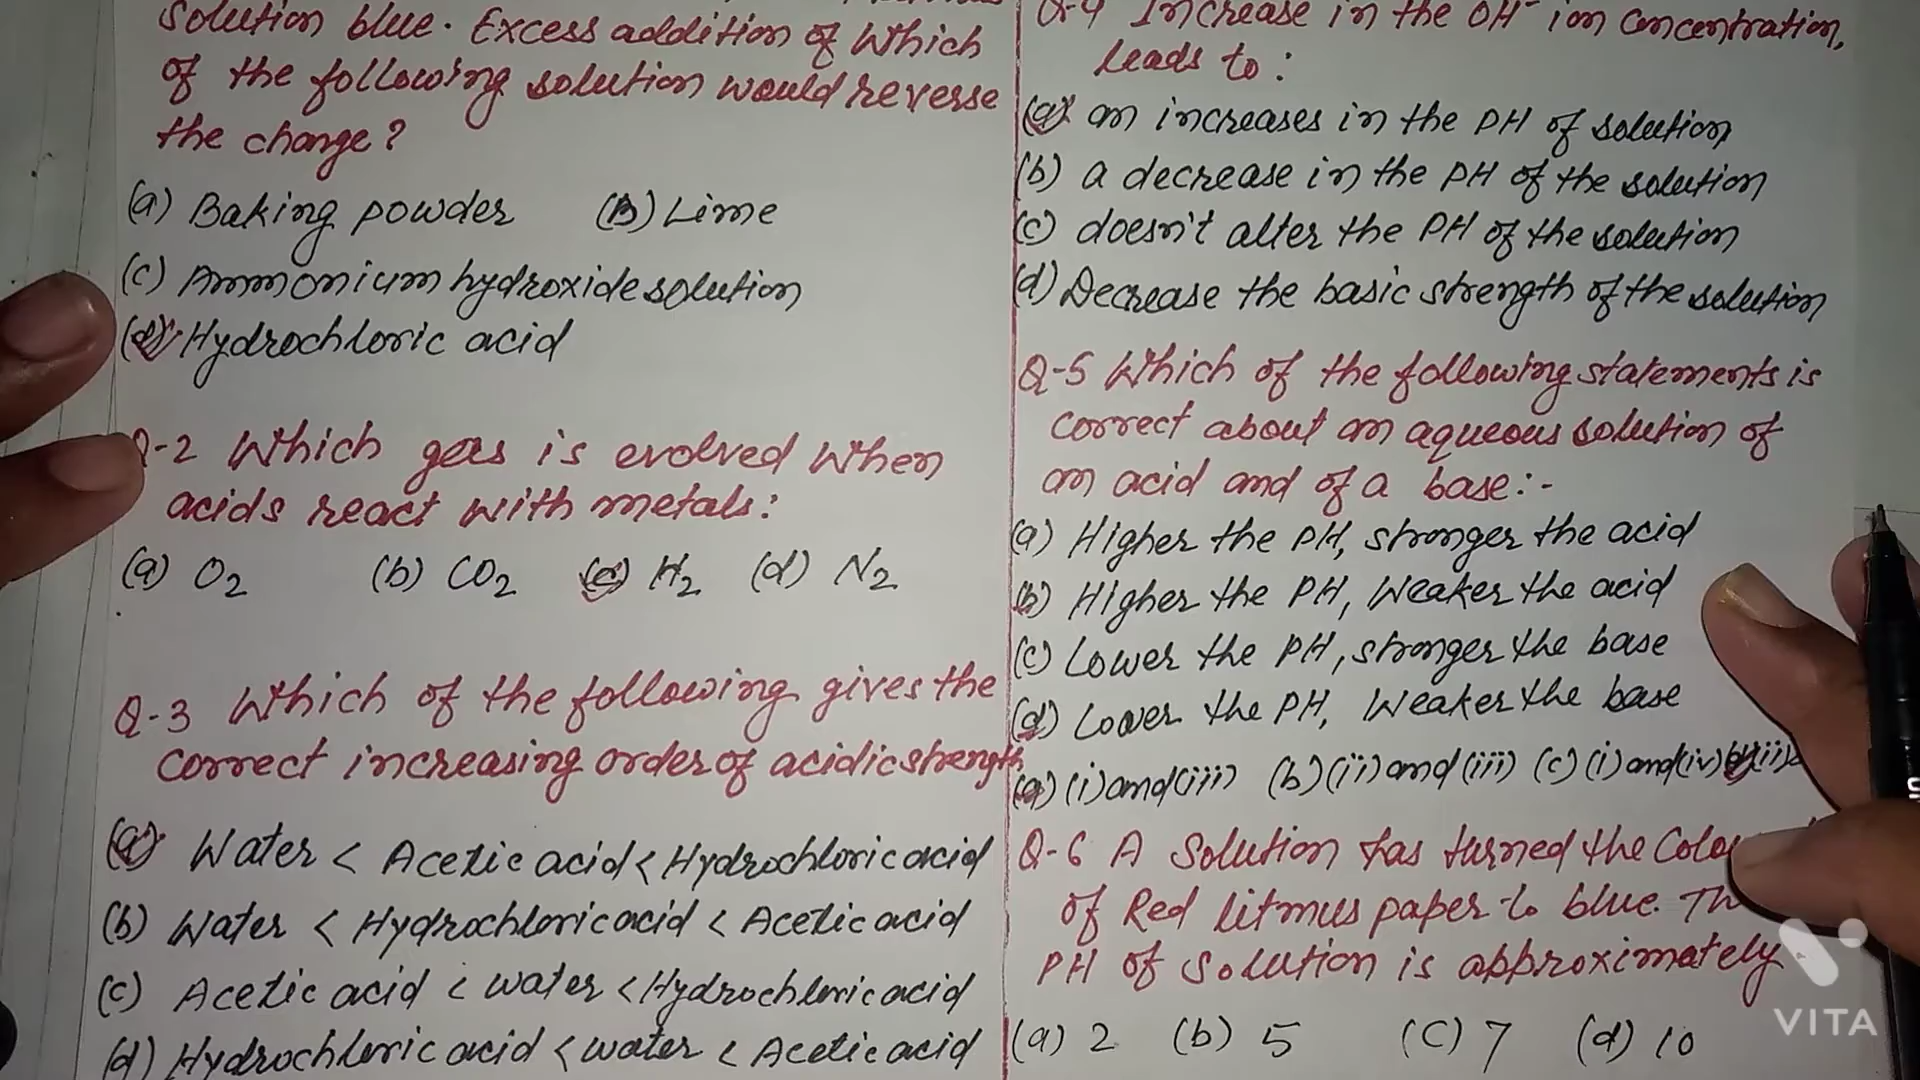 solution blue. Excess addition of Which
of the following solution would reverse
the change?
(a) Baking powder (B) Lime
(c) Ammonium hydroxide solution
(d) Hydrochloric acid
Q-2 Which gas is evolved When
acids react with metals:
(a) O2 (b) CO2 (c) H2 (d) N2
Q-3 Which of the following gives the
correct increasing order of acidic strength
(a) Water < Acetic acid < Hydrochloric acid
(b) Water < Hydrochloric acid < Acetic acid
(c) Acetic acid < water < Hydrochloric acid
(d) Hydrochloric acid < water < Acetic acid
Q-4 Increase in the OH- ion concentration,
leads to:
(a) an increases in the PH of solution
(b) a decrease in the PH of the solution
(c) doesn't alter the PH of the solution
(d) Decrease the basic strength of the solution
Q-5 Which of the following statements is
correct about an aqueous solution of
an acid and of a base:-
(a) Higher the PH, stronger the acid
(b) Higher the PH, Weaker the acid
(c) Lower the PH, stronger the base
(d) Lower the PH, Weaker the base
(a) (i) and (iii) (b) (ii) and (iii) (c) (i) and (iv) (d) (ii)
Q-6 A Solution has turned the
of Red litmus paper to blue.
PH of solution is approximately
(a) 2 (b) 5 (C) 7 (d) 10
VITA